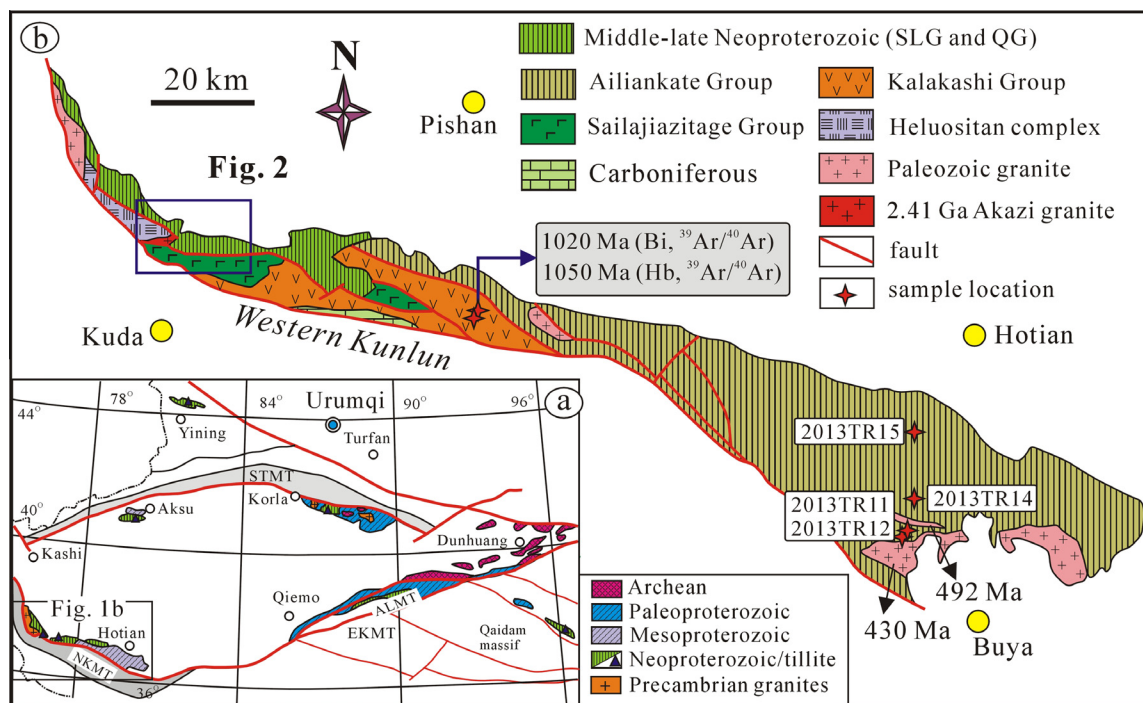 b
20 km
N
Pishan
Fig. 2
Middle-late Neoproterozoic (SLG and QG)
Ailiankate Group
Kalakashi Group
Sailajiazitage Group
Heluositan complex
Carboniferous
Paleozoic granite
2.41 Ga Akazi granite
fault
sample location
1020 Ma (Bi, ³⁹Ar/⁴⁰Ar)
1050 Ma (Hb, ³⁹Ar/⁴⁰Ar)
Kuda
Western Kunlun
Hotian
2013TR15
2013TR11
2013TR12
2013TR14
492 Ma
430 Ma
Buya
a
44°
78°
84°
90°
96°
Urumqi
Yining
Turfan
STMT
Korla
Aksu
40°
Kashi
Dunhuang
Fig. 1b
Hotian
NKMT
36°
Qiemo
ALMT
EKMT
Qaidam
massif
Archean
Paleoproterozoic
Mesoproterozoic
Neoproterozoic/tillite
Precambrian granites